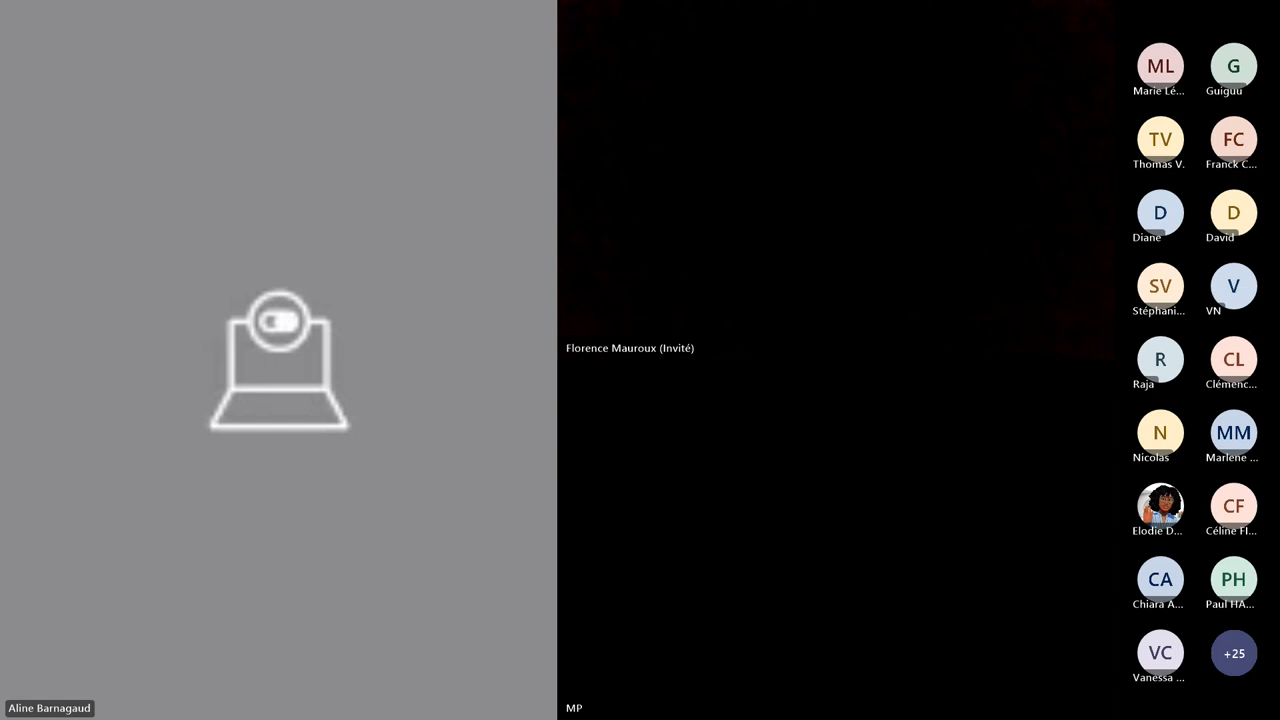 Aline Barnagaud
Florence Mauroux (Invité)
MP
ML
Marie Lé...
G
Guiguu
TV
Thomas V.
FC
Franck C...
D
Diane
D
David
SV
Stéphani...
V
VN
R
Raja
CL
Clémenc...
N
Nicolas
MM
Marlene ...
Elodie D...
CF
Céline FI...
CA
Chiara A...
PH
Paul HA...
VC
Vanessa ...
+25